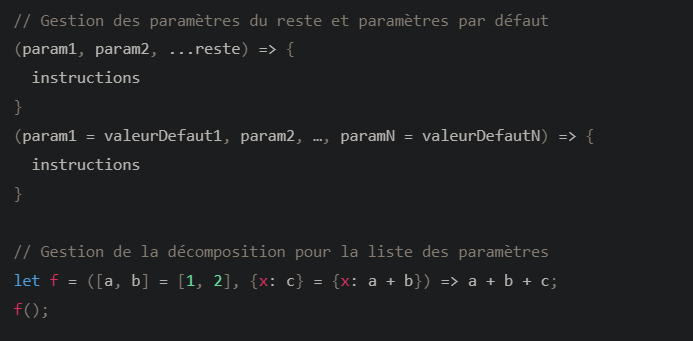 // Gestion des paramètres du reste et paramètres par défaut
(param1, param2, ...reste) => {
  instructions
}
(param1 = valeurDefaut1, param2, …, paramN = valeurDefautN) => {
  instructions
}

// Gestion de la décomposition pour la liste des paramètres
let f = ([a, b] = [1, 2], {x: c} = {x: a + b}) => a + b + c;
f();